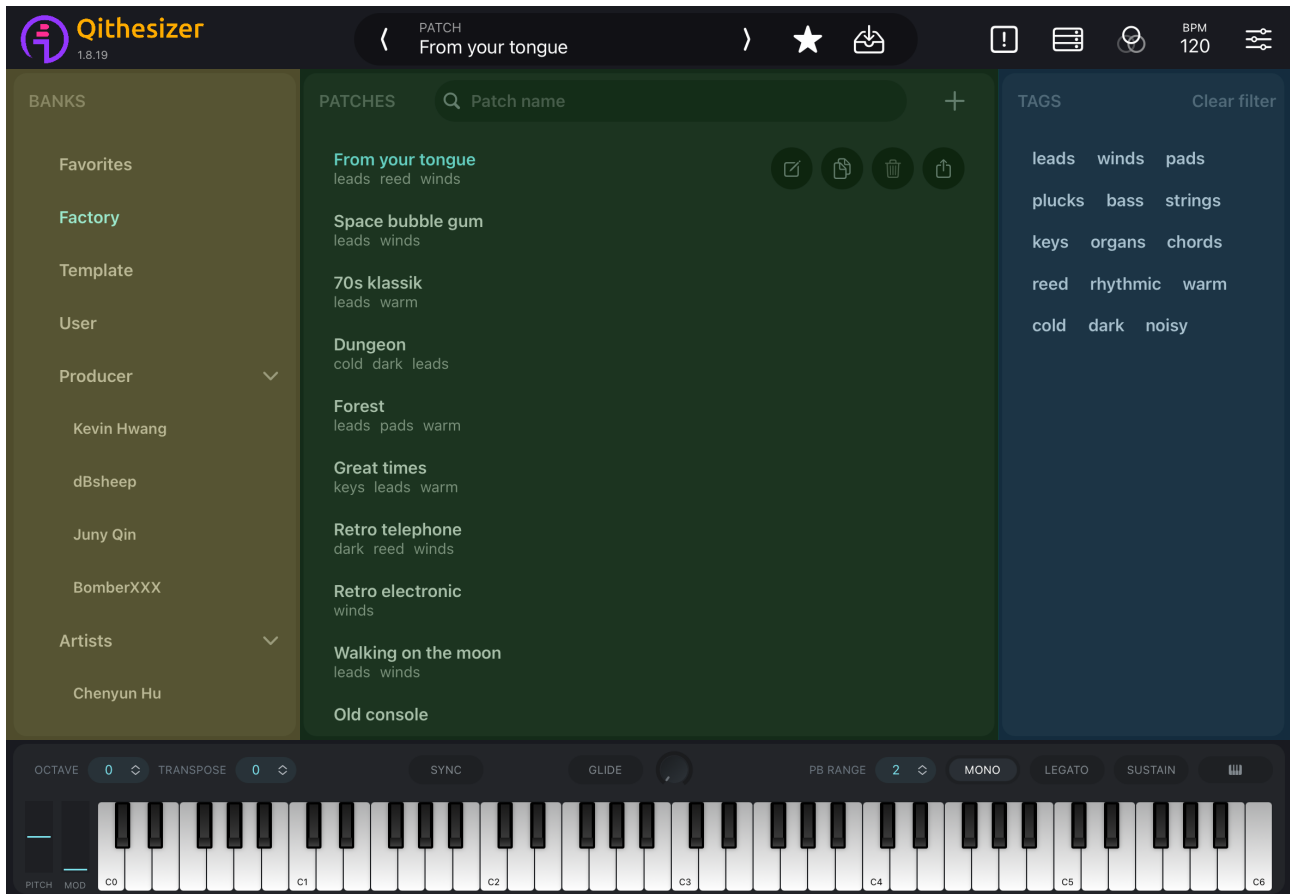 Qithesizer
1.8.19
PATCH
From your tongue
BPM
120
BANKS
Favorites
Factory
Template
User
Producer
Kevin Hwang
dBsheep
Juny Qin
BomberXXX
Artists
Chenyun Hu
PATCHES
Patch name
From your tongue
leads reed winds
Space bubble gum
leads winds
70s klassik
leads warm
Dungeon
cold dark leads
Forest
leads pads warm
Great times
keys leads warm
Retro telephone
dark reed winds
Retro electronic
winds
Walking on the moon
leads winds
Old console
TAGS Clear filter
leads winds pads
plucks bass strings
keys organs chords
reed rhythmic warm
cold dark noisy
OCTAVE 0 TRANSPOSE 0 SYNC GLIDE PB RANGE 2 MONO LEGATO SUSTAIN
PITCH MOD C0 C1 C2 C3 C4 C5 C6